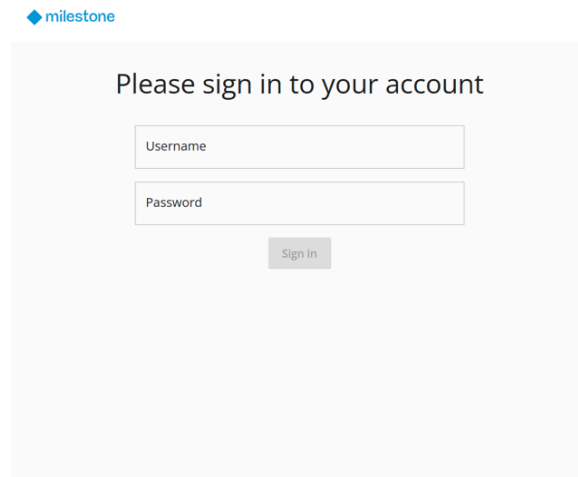 milestone
Please sign in to your account
Username
Password
Sign in